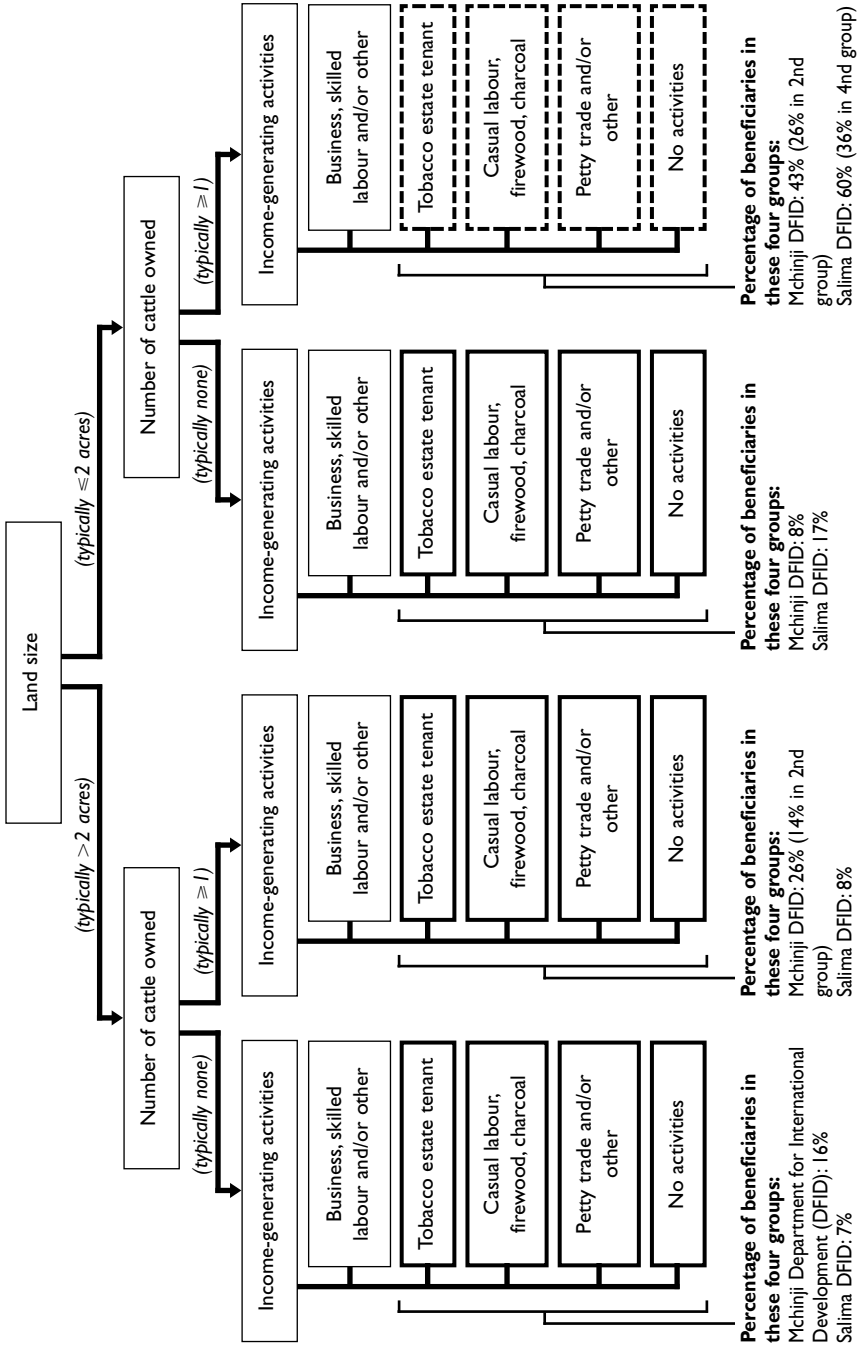 Land size
(typically > 2 acres)
(typically ⩽2 acres)
Number of cattle owned
Number of cattle owned
(typically none)
(typically ⩾ 1)
(typically none)
(typically ⩾ 1)
Income-generating activities
Income-generating activities
Income-generating activities
Income-generating activities
Business, skilled
labour and/or other
Business, skilled
labour and/or other
Business, skilled
labour and/or other
Business, skilled
labour and/or other
Tobacco estate tenant
Tobacco estate tenant
Tobacco estate tenant
Tobacco estate tenant
Casual labour,
firewood, charcoal
Casual labour,
firewood, charcoal
Casual labour,
firewood, charcoal
Casual labour,
firewood, charcoal
Petty trade and/or
other
Petty trade and/or
other
Petty trade and/or
other
Petty trade and/or
other
No activities
No activities
No activities
No activities
Percentage of beneficiaries in
these four groups:
Mchinji Department for International
Development (DFID): 16%
Salima DFID: 7%
Percentage of beneficiaries in
these four groups:
Mchinji DFID: 26% (14% in 2nd
group)
Salima DFID: 8%
Percentage of beneficiaries in
these four groups:
Mchinji DFID: 8%
Salima DFID: 17%
Percentage of beneficiaries in
these four groups:
Mchinji DFID: 43% (26% in 2nd
group)
Salima DFID: 60% (36% in 4nd group)